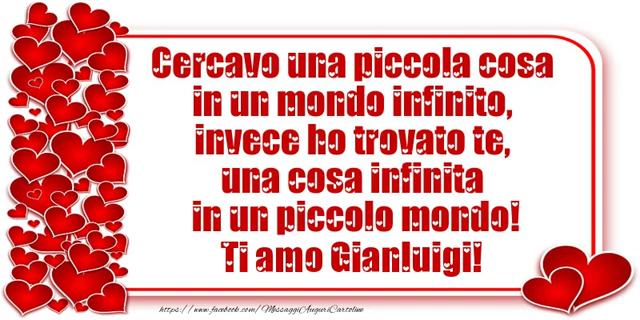 Cercavo una piccola cosa
in un mondo infinito,
invece ho trovato te,
una cosa infinita
in un piccolo mondo!
Ti amo Gianluigi!
https://www.facebook.com/MessaggiAuguriCartoline